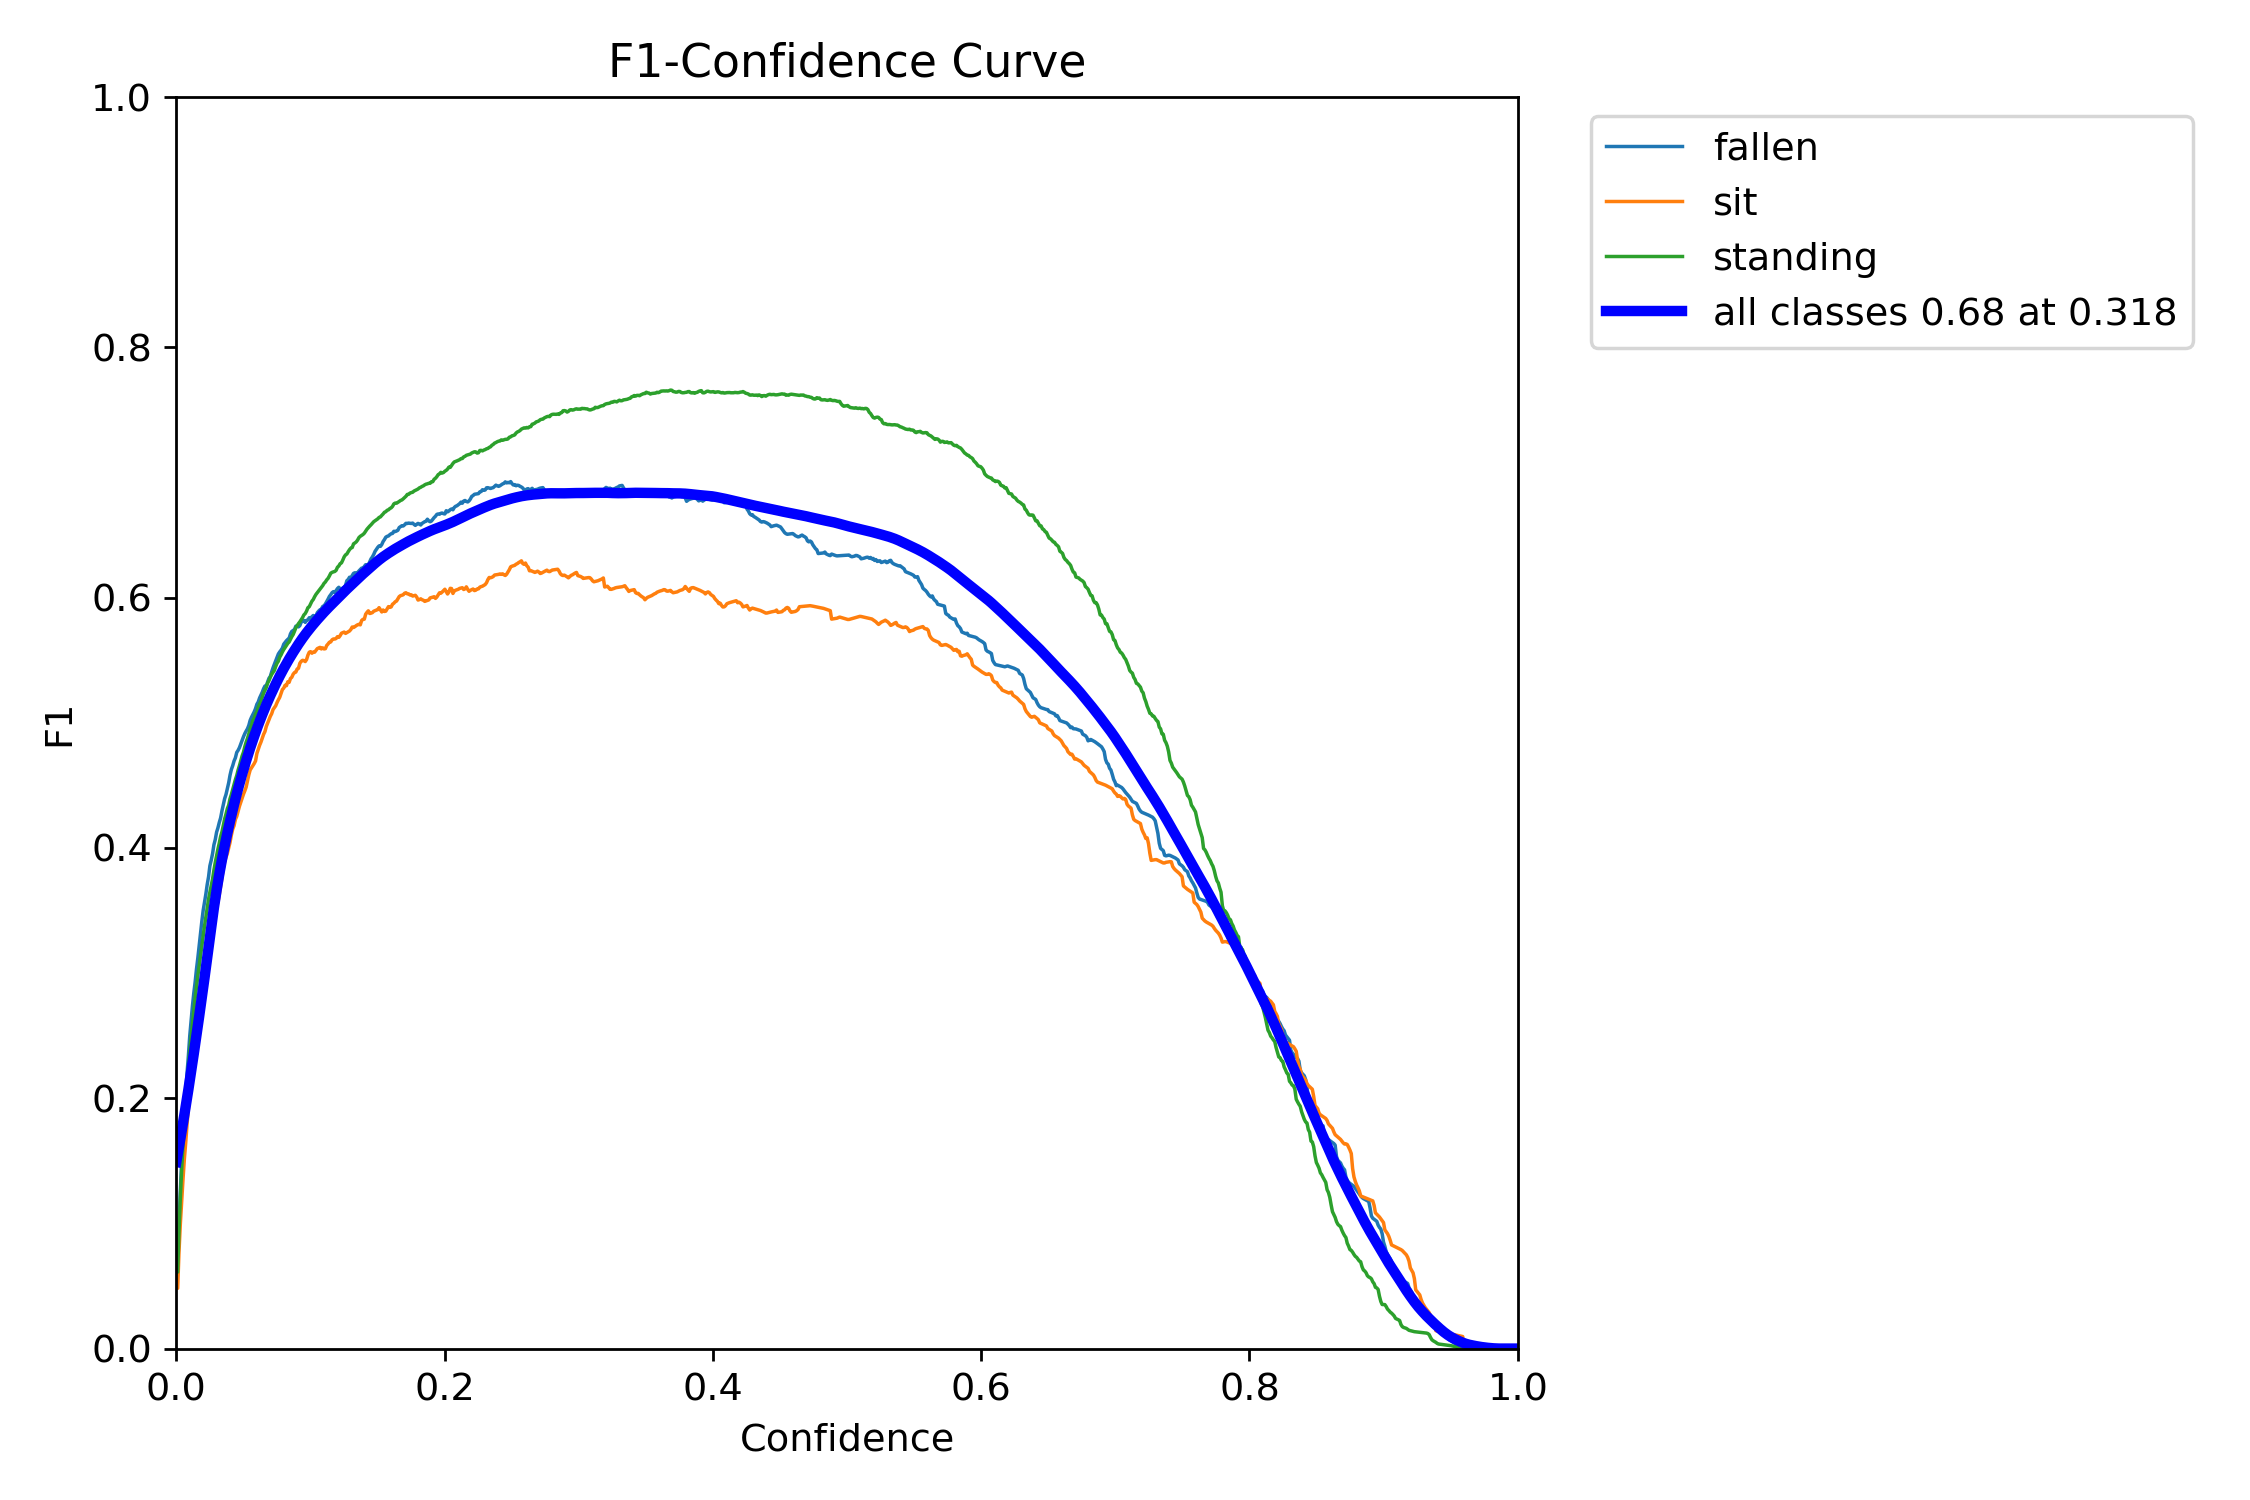 F1-Confidence Curve
1.0
0.8
0.6
0.4
0.2
0.0
F1
0.0 0.2 0.4 0.6 0.8 1.0
Confidence
fallen
sit
standing
all classes 0.68 at 0.318